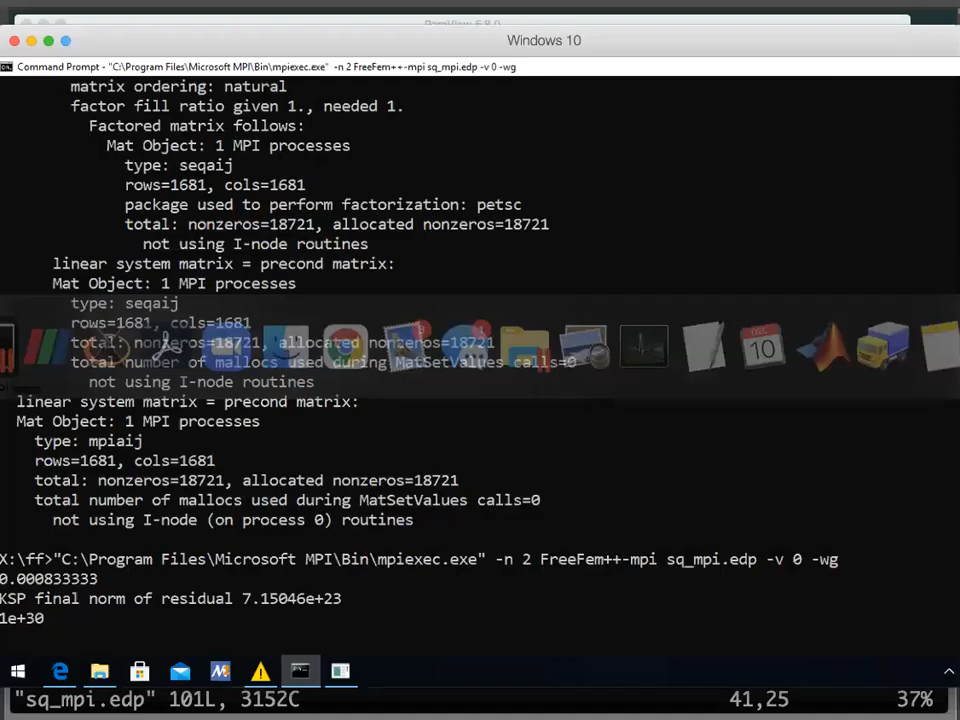 ParaView 5.8.0
Windows 10
Command Prompt - "C:\Program Files\Microsoft MPI\Bin\mpiexec.exe" -n 2 FreeFem++-mpi sq_mpi.edp -v 0 -wg
matrix ordering: natural
factor fill ratio given 1., needed 1.
Factored matrix follows:
Mat Object: 1 MPI processes
type: seqaij
rows=1681, cols=1681
package used to perform factorization: petsc
total: nonzeros=18721, allocated nonzeros=18721
not using I-node routines
linear system matrix = precond matrix:
Mat Object: 1 MPI processes
type: seqaij
rows=1681, cols=1681
total: nonzeros=18721, allocated nonzeros=18721
total number of mallocs used during MatSetValues calls=0
not using I-node routines
9
1
DEC
10
linear system matrix = precond matrix:
Mat Object: 1 MPI processes
type: mpiaij
rows=1681, cols=1681
total: nonzeros=18721, allocated nonzeros=18721
total number of mallocs used during MatSetValues calls=0
not using I-node (on process 0) routines
X:\ff>"C:\Program Files\Microsoft MPI\Bin\mpiexec.exe" -n 2 FreeFem++-mpi sq_mpi.edp -v 0 -wg
0.000833333
KSP final norm of residual 7.15046e+23
1e+30
"sq_mpi.edp" 101L, 3152C 41,25 37%